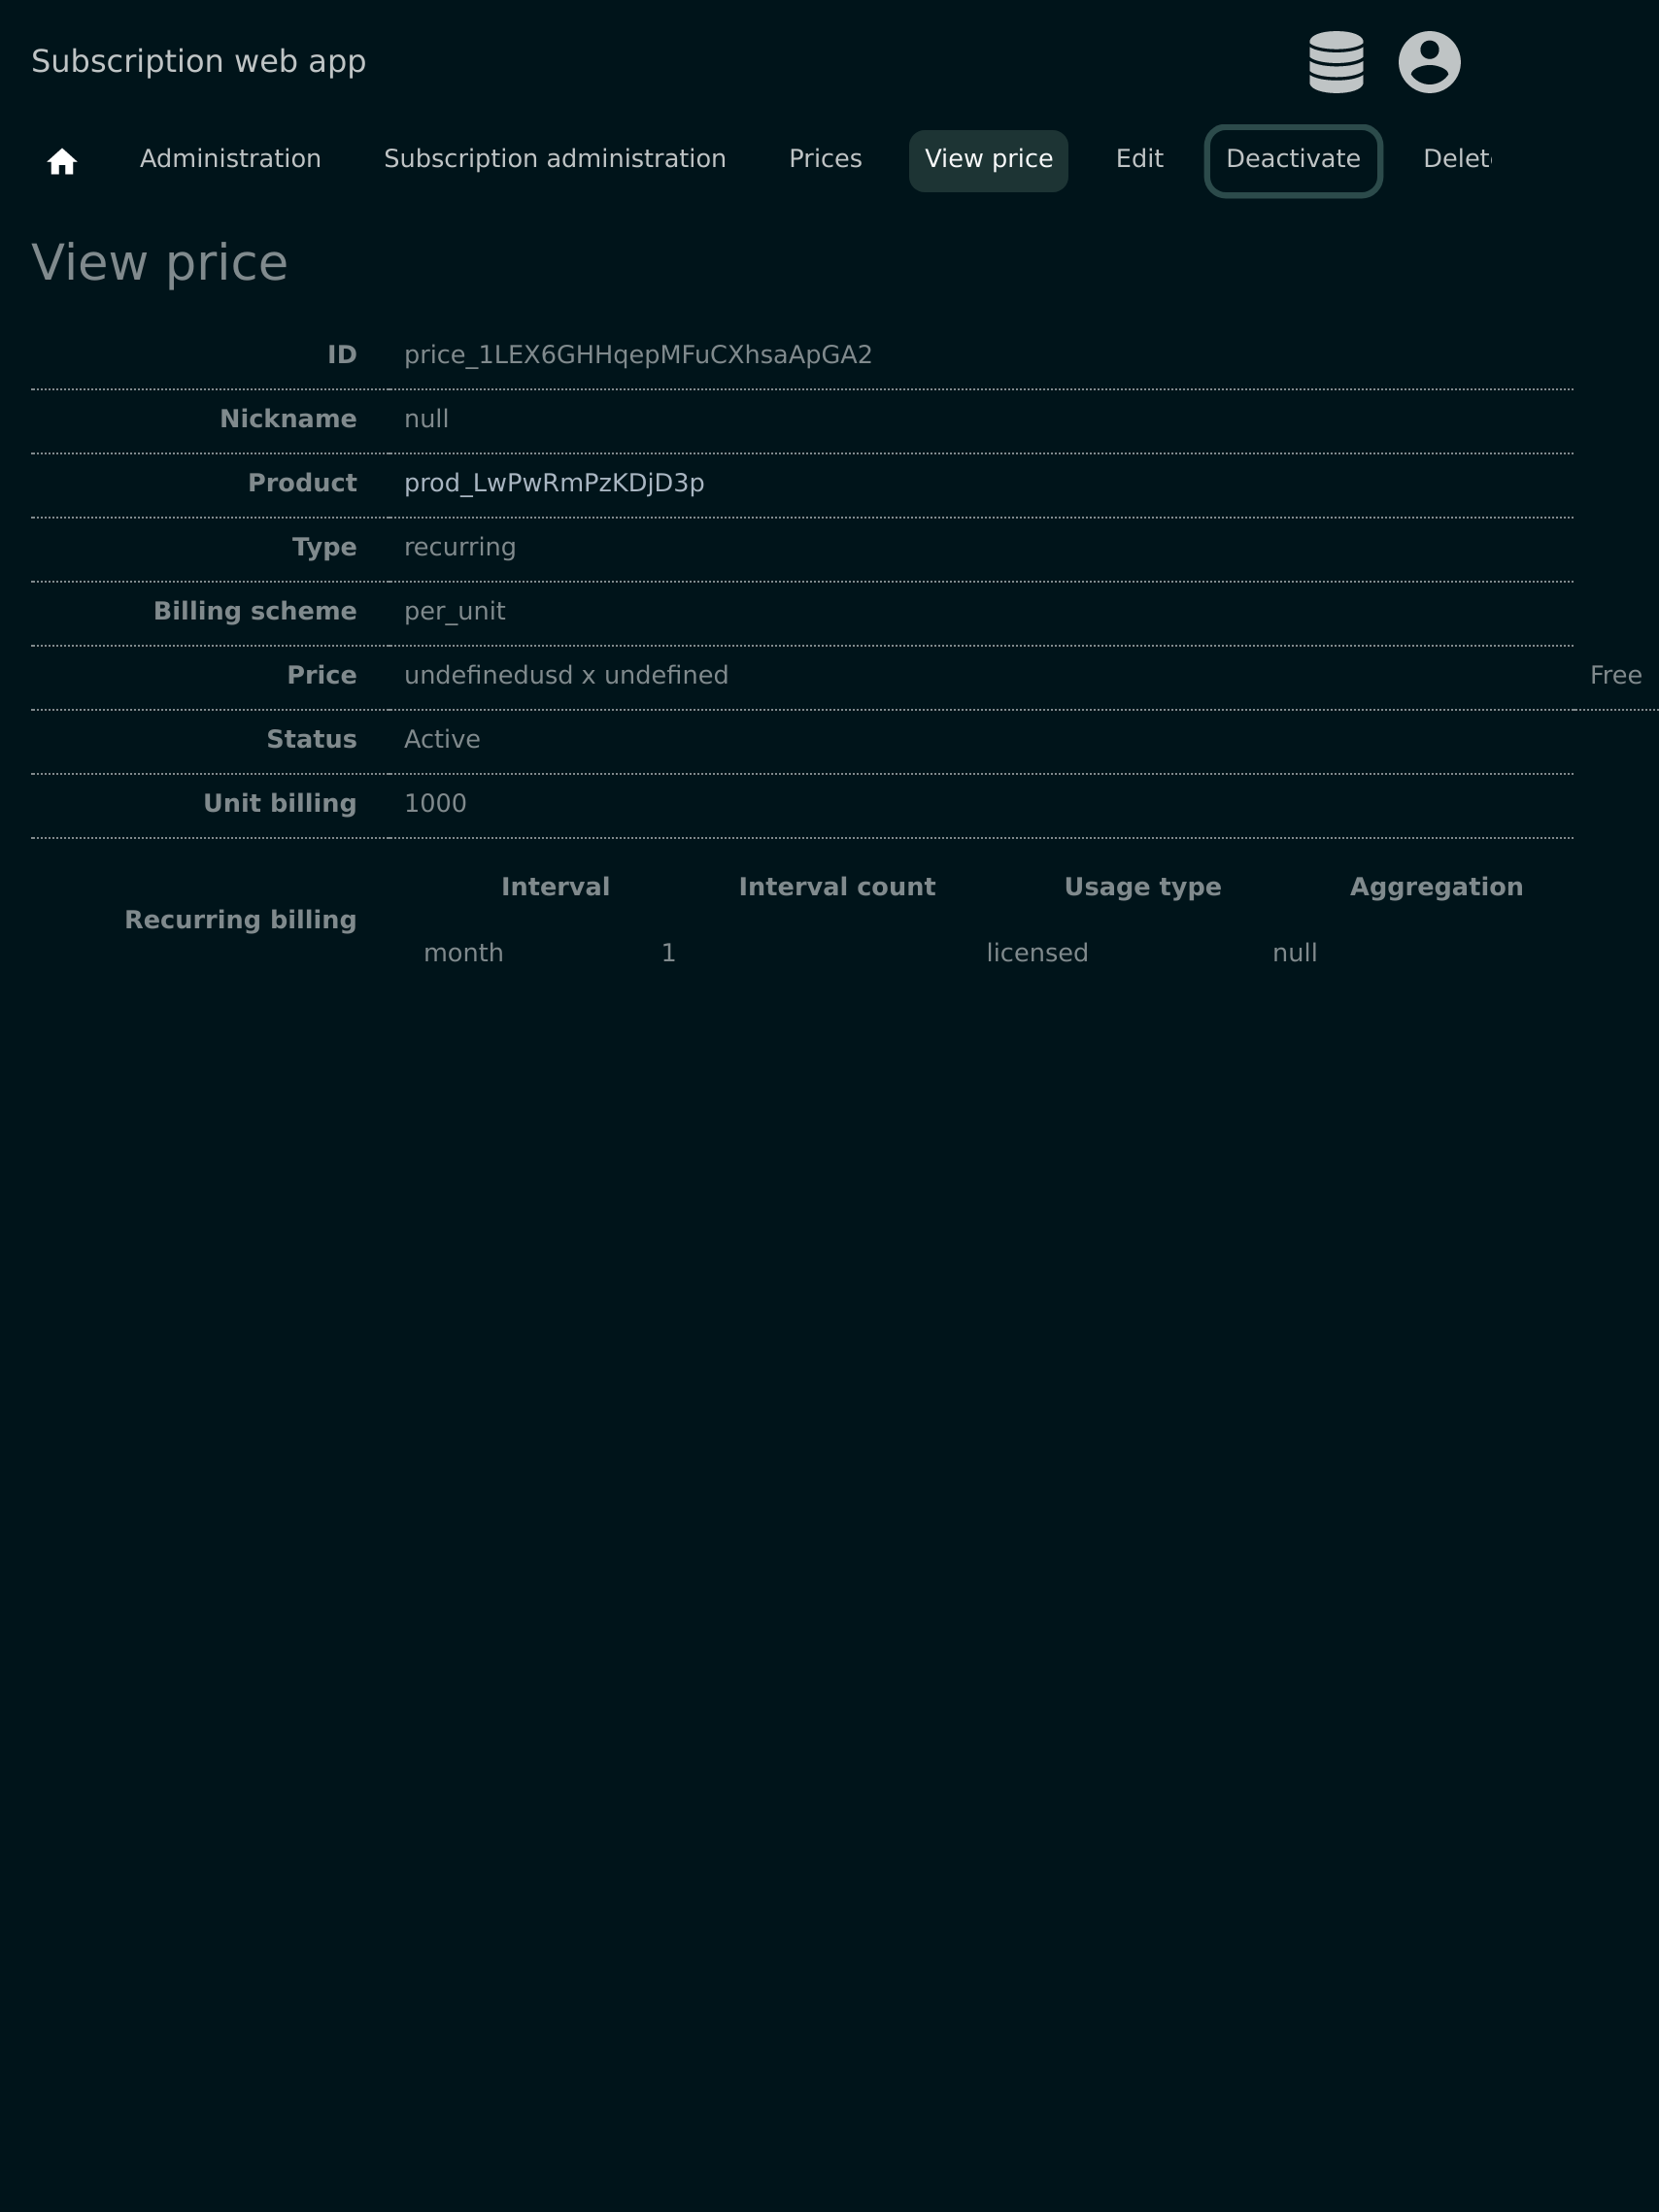 Subscription web app
Administration Subscription administration Prices View price Edit Deactivate Delet
View price
ID price_1LEX6GHHqepMFuCXhsaApGA2
Nickname null
Product prod_LwPwRmPzKDjD3p
Type recurring
Billing scheme per_unit
Price undefinedusd x undefined Free
Status Active
Unit billing 1000
Interval Interval count Usage type Aggregation
Recurring billing
month 1 licensed null